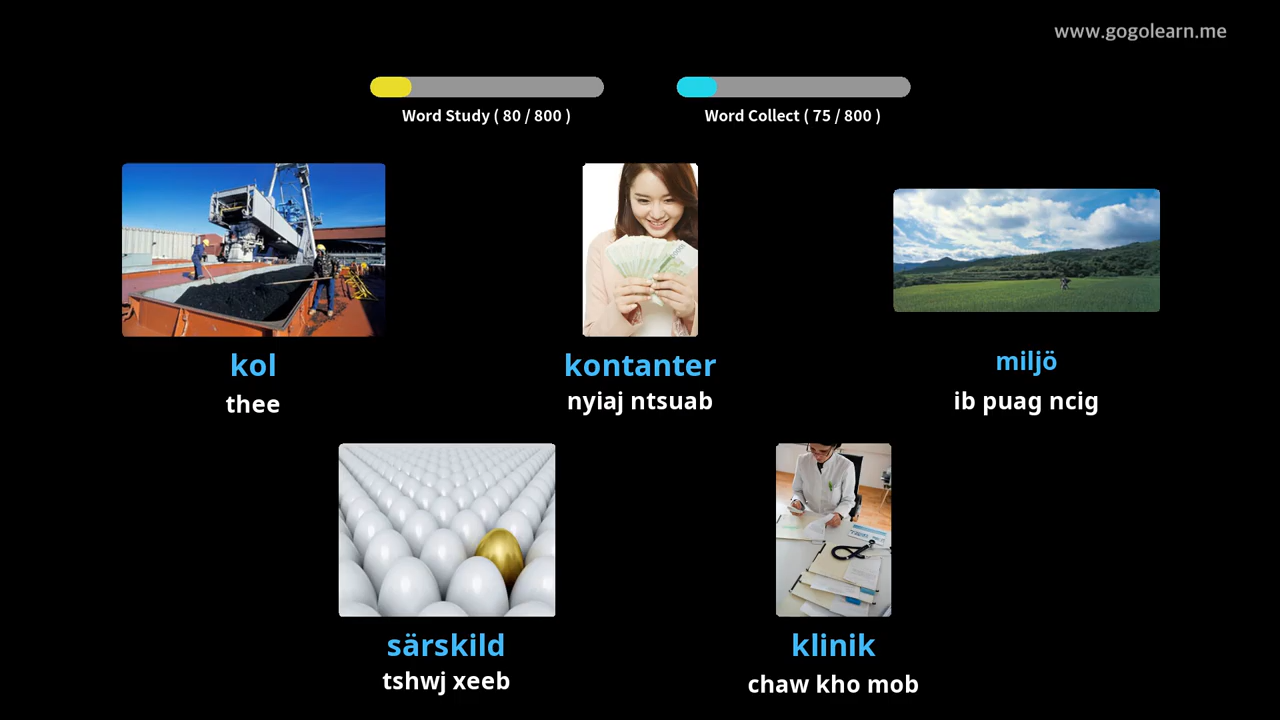 www.gogolearn.me
Word Study ( 80 / 800 )
Word Collect ( 75 / 800 )
kol
thee
kontanter
nyiaj ntsuab
miljö
ib puag ncig
särskild
tshwj xeeb
klinik
chaw kho mob